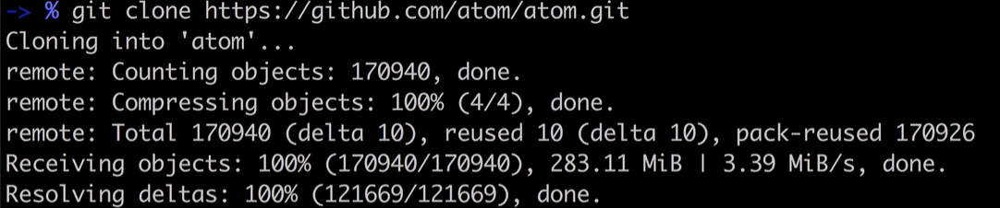 -> % git clone https://github.com/atom/atom.git
Cloning into 'atom'...
remote: Counting objects: 170940, done.
remote: Compressing objects: 100% (4/4), done.
remote: Total 170940 (delta 10), reused 10 (delta 10), pack-reused 170926
Receiving objects: 100% (170940/170940), 283.11 MiB | 3.39 MiB/s, done.
Resolving deltas: 100% (121669/121669), done.